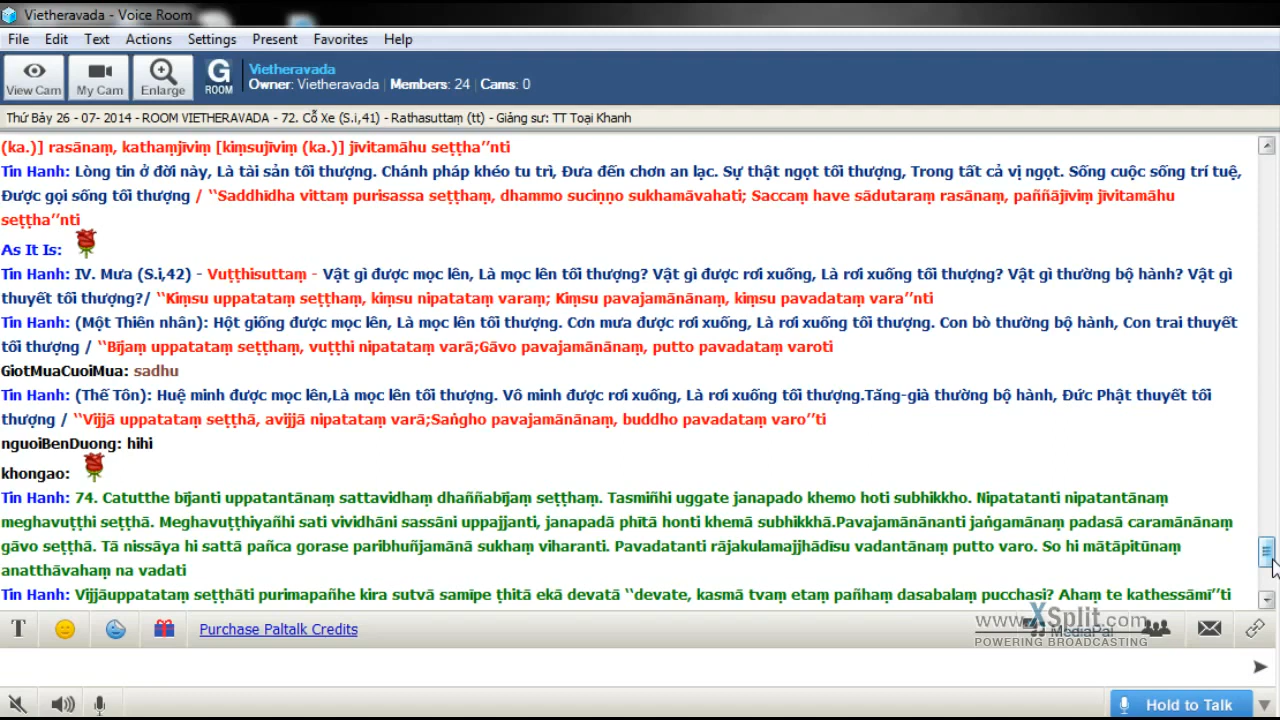 Vietheravada - Voice Room
File Edit Text Actions Settings Present Favorites Help
View Cam My Cam Enlarge G ROOM
Vietheravada
Owner: Vietheravada | Members: 24 | Cams: 0
Thứ Bảy 26 - 07- 2014 - ROOM VIETHERAVADA - 72. Cỗ Xe (S.i,41) - Rathasuttaṃ (tt) - Giảng sư: TT Toại Khanh
(ka.)] rasānaṃ, kathaṃjīviṃ [kiṃsujīviṃ (ka.)] jīvitamāhu seṭṭha’’nti
Tin Hanh: Lòng tin ở đời này, Là tài sản tối thượng. Chánh pháp khéo tu trì, Đưa đến chơn an lạc. Sự thật ngọt tối thượng, Trong tất cả vị ngọt. Sống cuộc sống trí tuệ,
Được gọi sống tối thượng / ‘‘Saddhīdha vittaṃ purisassa seṭṭhaṃ, dhammo suciṇṇo sukhamāvahati; Saccaṃ have sādutaraṃ rasānaṃ, paññājīviṃ jīvitamāhu
seṭṭha’’nti
As It Is:
Tin Hanh: IV. Mưa (S.i,42) - Vuṭṭhisuttaṃ - Vật gì được mọc lên, Là mọc lên tối thượng? Vật gì được rơi xuống, Là rơi xuống tối thượng? Vật gì thường bộ hành? Vật gì
thuyết tối thượng?/ ‘‘Kiṃsu uppatataṃ seṭṭhaṃ, kiṃsu nipatataṃ varaṃ; Kiṃsu pavajamānānaṃ, kiṃsu pavadataṃ vara’’nti
Tin Hanh: (Một Thiên nhân): Hột giống được mọc lên, Là mọc lên tối thượng. Cơn mưa được rơi xuống, Là rơi xuống tối thượng. Con bò thường bộ hành, Con trai thuyết
tối thượng / ‘‘Bījaṃ uppatataṃ seṭṭhaṃ, vuṭṭhi nipatataṃ varā;Gāvo pavajamānānaṃ, putto pavadataṃ varoti
GiotMuaCuoiMua: sadhu
Tin Hanh: (Thế Tôn): Huệ minh được mọc lên,Là mọc lên tối thượng. Vô minh được rơi xuống, Là rơi xuống tối thượng.Tăng-già thường bộ hành, Đức Phật thuyết tối
thượng / ‘‘Vijjā uppatataṃ seṭṭhā, avijjā nipatataṃ varā;Saṅgho pavajamānānaṃ, buddho pavadataṃ varo’’ti
nguoiBenDuong: hihi
khongao:
Tin Hanh: 74. Catutthe bījanti uppatantānaṃ sattavidhaṃ dhaññabījaṃ seṭṭhaṃ. Tasmiñhi uggate janapado khemo hoti subhikkho. Nipatatanti nipatantānaṃ
meghavuṭṭhi seṭṭhā. Meghavuṭṭhiyañhi sati vividhāni sassāni uppajjanti, janapadā phītā honti khemā subhikkhā.Pavajamānānanti jaṅgamānaṃ padasā caramānānaṃ
gāvo seṭṭhā. Tā nissāya hi sattā pañca gorase paribhuñjamānā sukhaṃ viharanti. Pavadatanti rājakulamajjhādīsu vadantānaṃ putto varo. So hi mātāpitūnaṃ
anatthāvahaṃ na vadati
Tin Hanh: Vijjāuppatataṃ seṭṭhāti purimapañhe kira sutvā samīpe ṭhitā ekā devatā ‘‘devate, kasmā tvaṃ etaṃ pañhaṃ dasabalaṃ pucchasi? Ahaṃ te kathessāmī’’ti
T Purchase Paltalk Credits
www.XSplit.com
MediaPal
POWERING BROADCASTING
Hold to Talk